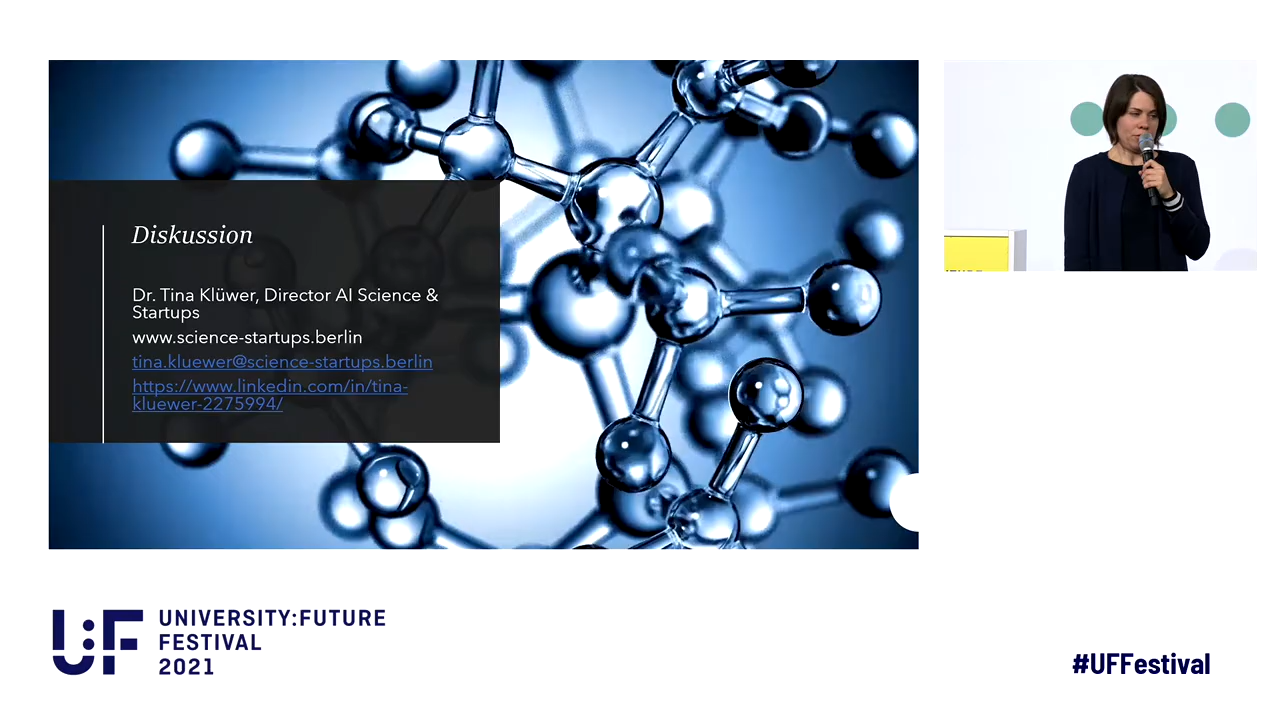 Diskussion
Dr. Tina Klüwer, Director AI Science &
Startups
www.science-startups.berlin
tina.kluewer@science-startups.berlin
https://www.linkedin.com/in/tina-
kluewer-2275994/
U:F
UNIVERSITY:FUTURE
FESTIVAL
2021
#UFFestival